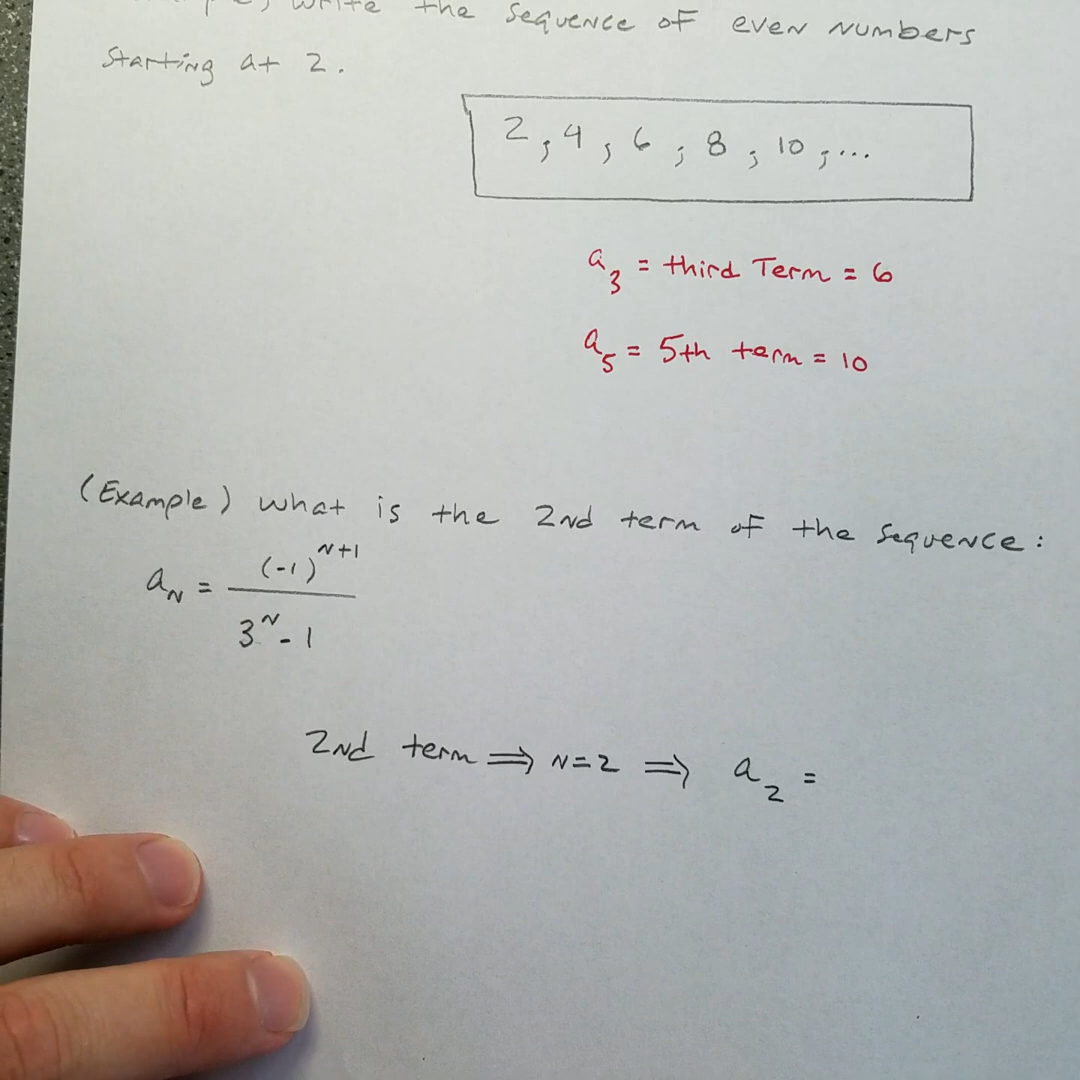 write the sequence of even numbers
starting at 2.
2, 4, 6, 8, 10, ...
a₃ = third Term = 6
a₅ = 5th term = 10
(Example) what is the 2nd term of the sequence:
aₙ = (-1)ⁿ⁺¹ / 3ⁿ - 1
2nd term ⟹ N=2 ⟹ a₂ =